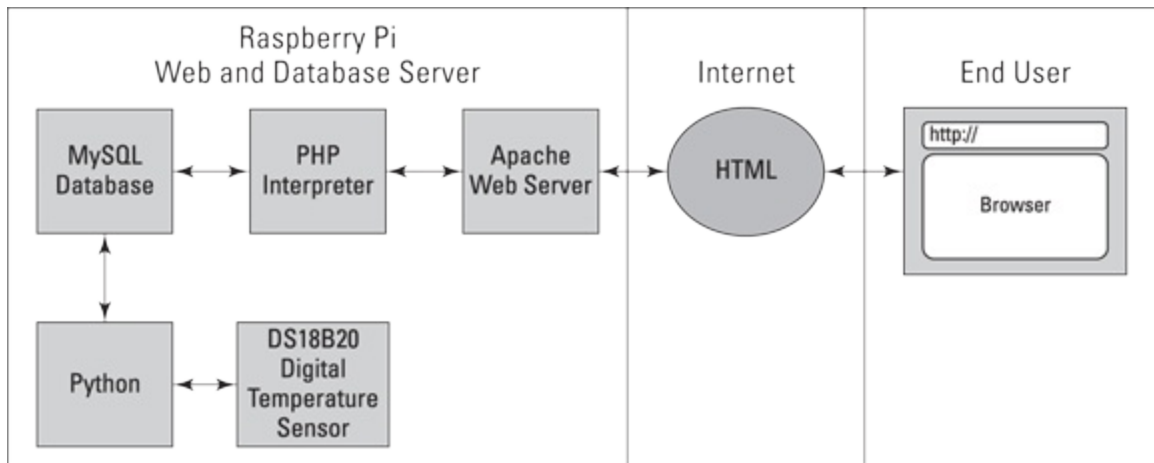 Raspberry Pi
Web and Database Server
Internet
End User
MySQL
Database
PHP
Interpreter
Apache
Web Server
HTML
http://
Browser
Python
DS18B20
Digital
Temperature
Sensor